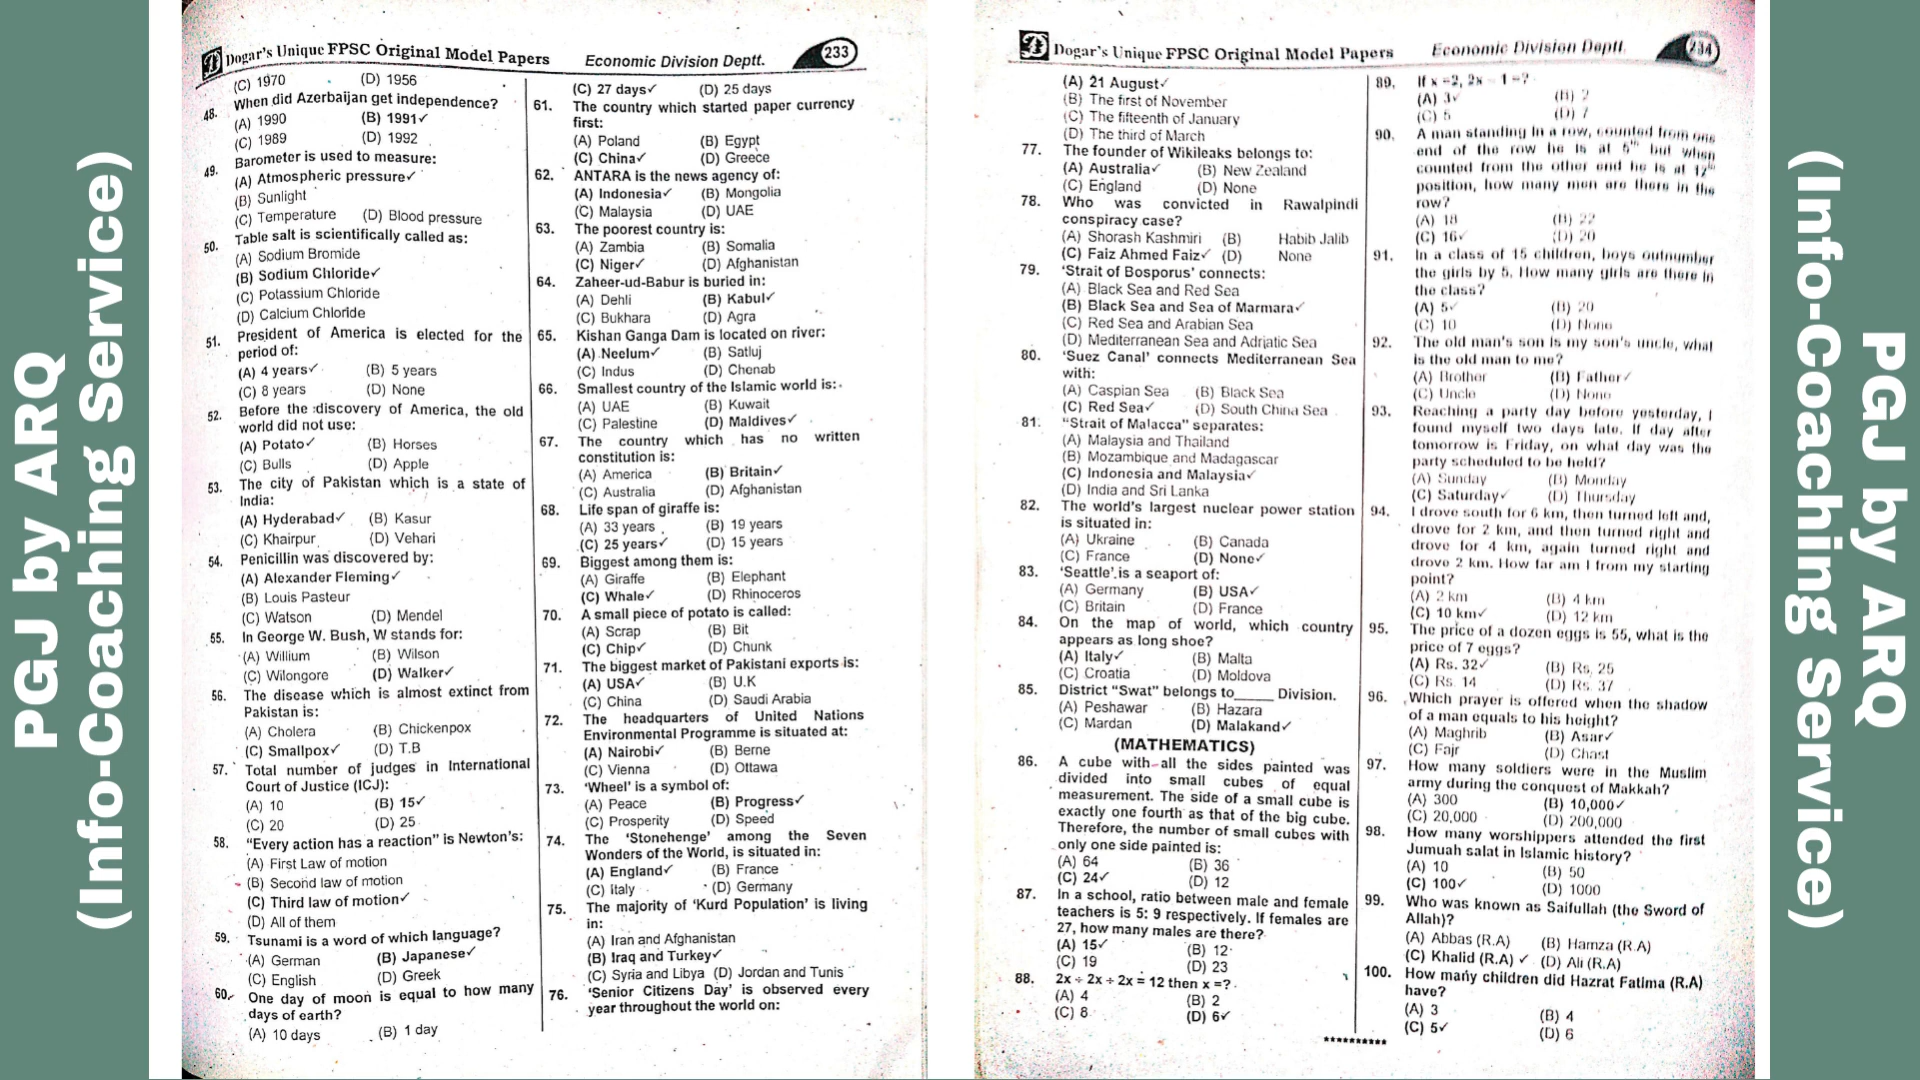 PGJ by ARQ
(Info-Coaching Service)
Dogar's Unique FPSC Original Model Papers Economic Division Deptt. 233
(C) 1970 (D) 1956
48. When did Azerbaijan get independence?
(A) 1990 (B) 1991✓
(C) 1989 (D) 1992
49. Barometer is used to measure:
(A) Atmospheric pressure✓
(B) Sunlight
(C) Temperature (D) Blood pressure
50. Table salt is scientifically called as:
(A) Sodium Bromide
(B) Sodium Chloride✓
(C) Potassium Chloride
(D) Calcium Chloride
51. President of America is elected for the
period of:
(A) 4 years✓ (B) 5 years
(C) 8 years (D) None
52. Before the discovery of America, the old
world did not use:
(A) Potato✓ (B) Horses
(C) Bulls (D) Apple
53. The city of Pakistan which is a state of
India:
(A) Hyderabad✓ (B) Kasur
(C) Khairpur (D) Vehari
54. Penicillin was discovered by:
(A) Alexander Fleming✓
(B) Louis Pasteur
(C) Watson (D) Mendel
55. In George W. Bush, W stands for:
(A) Willium (B) Wilson
(C) Wilongore (D) Walker✓
56. The disease which is almost extinct from
Pakistan is:
(A) Cholera (B) Chickenpox
(C) Smallpox✓ (D) T.B
57. Total number of judges in International
Court of Justice (ICJ):
(A) 10 (B) 15✓
(C) 20 (D) 25
58. "Every action has a reaction" is Newton's:
(A) First Law of motion
(B) Second law of motion
(C) Third law of motion✓
(D) All of them
59. Tsunami is a word of which language?
(A) German (B) Japanese✓
(C) English (D) Greek
60. One day of moon is equal to how many
days of earth?
(A) 10 days (B) 1 day
(C) 27 days✓ (D) 25 days
61. The country which started paper currency
first:
(A) Poland (B) Egypt
(C) China✓ (D) Greece
62. ANTARA is the news agency of:
(A) Indonesia✓ (B) Mongolia
(C) Malaysia (D) UAE
63. The poorest country is:
(A) Zambia (B) Somalia
(C) Niger✓ (D) Afghanistan
64. Zaheer-ud-Babur is buried in:
(A) Dehli (B) Kabul✓
(C) Bukhara (D) Agra
65. Kishan Ganga Dam is located on river:
(A) Neelum✓ (B) Satluj
(C) Indus (D) Chenab
66. Smallest country of the Islamic world is:
(A) UAE (B) Kuwait
(C) Palestine (D) Maldives✓
67. The country which has no written
constitution is:
(A) America (B) Britain✓
(C) Australia (D) Afghanistan
68. Life span of giraffe is:
(A) 33 years (B) 19 years
(C) 25 years✓ (D) 15 years
69. Biggest among them is:
(A) Giraffe (B) Elephant
(C) Whale✓ (D) Rhinoceros
70. A small piece of potato is called:
(A) Scrap (B) Bit
(C) Chip✓ (D) Chunk
71. The biggest market of Pakistani exports is:
(A) USA✓ (B) U.K
(C) China (D) Saudi Arabia
72. The headquarters of United Nations
Environmental Programme is situated at:
(A) Nairobi✓ (B) Berne
(C) Vienna (D) Ottawa
73. 'Wheel' is a symbol of:
(A) Peace (B) Progress✓
(C) Prosperity (D) Speed
74. The 'Stonehenge' among the Seven
Wonders of the World, is situated in:
(A) England✓ (B) France
(C) Italy (D) Germany
75. The majority of 'Kurd Population' is living
in:
(A) Iran and Afghanistan
(B) Iraq and Turkey✓
(C) Syria and Libya (D) Jordan and Tunis
76. 'Senior Citizens Day' is observed every
year throughout the world on:
Dogar's Unique FPSC Original Model Papers Economic Division Deptt. 234
(A) 21 August✓
(B) The first of November
(C) The fifteenth of January
(D) The third of March
77. The founder of Wikileaks belongs to:
(A) Australia✓ (B) New Zealand
(C) England (D) None
78. Who was convicted in Rawalpindi
conspiracy case?
(A) Shorash Kashmiri (B) Habib Jalib
(C) Faiz Ahmed Faiz✓ (D) None
79. 'Strait of Bosporus' connects:
(A) Black Sea and Red Sea
(B) Black Sea and Sea of Marmara✓
(C) Red Sea and Arabian Sea
(D) Mediterranean Sea and Adriatic Sea
80. 'Suez Canal' connects Mediterranean Sea
with:
(A) Caspian Sea (B) Black Sea
(C) Red Sea✓ (D) South China Sea
81. "Strait of Malacca" separates:
(A) Malaysia and Thailand
(B) Mozambique and Madagascar
(C) Indonesia and Malaysia✓
(D) India and Sri Lanka
82. The world's largest nuclear power station
is situated in:
(A) Ukraine (B) Canada
(C) France (D) None✓
83. 'Seattle' is a seaport of:
(A) Germany (B) USA✓
(C) Britain (D) France
84. On the map of world, which country
appears as long shoe?
(A) Italy✓ (B) Malta
(C) Croatia (D) Moldova
85. District "Swat" belongs to_____ Division.
(A) Peshawar (B) Hazara
(C) Mardan (D) Malakand✓
(MATHEMATICS)
86. A cube with all the sides painted was
divided into small cubes of equal
measurement. The side of a small cube is
exactly one fourth as that of the big cube.
Therefore, the number of small cubes with
only one side painted is:
(A) 64 (B) 36
(C) 24✓ (D) 12
87. In a school, ratio between male and female
teachers is 5: 9 respectively. If females are
27, how many males are there?
(A) 15✓ (B) 12
(C) 19 (D) 23
88. 2x ÷ 2x ÷ 2x = 12 then x =?
(A) 4 (B) 2
(C) 8 (D) 6✓
89. If x =2, 2x - 1 =?
(A) 3✓ (B) 2
(C) 5 (D) 7
90. A man standing in a row, counted from one
end of the row he is at 5th but when
counted from the other end he is at 12th
position, how many men are there in the
row?
(A) 18 (B) 22
(C) 16✓ (D) 20
91. In a class of 15 children, boys outnumber
the girls by 5. How many girls are there in
the class?
(A) 5✓ (B) 20
(C) 10 (D) None
92. The old man's son is my son's uncle, what
is the old man to me?
(A) Brother (B) Father✓
(C) Uncle (D) None
93. Reaching a party day before yesterday, I
found myself two days late. If day after
tomorrow is Friday, on what day was the
party scheduled to be held?
(A) Sunday (B) Monday
(C) Saturday✓ (D) Thursday
94. I drove south for 6 km, then turned left and,
drove for 2 km, and then turned right and
drove for 4 km, again turned right and
drove 2 km. How far am I from my starting
point?
(A) 2 km (B) 4 km
(C) 10 km✓ (D) 12 km
95. The price of a dozen eggs is 55, what is the
price of 7 eggs?
(A) Rs. 32✓ (B) Rs. 25
(C) Rs. 14 (D) Rs. 37
96. Which prayer is offered when the shadow
of a man equals to his height?
(A) Maghrib (B) Asar✓
(C) Fajr (D) Chast
97. How many soldiers were in the Muslim
army during the conquest of Makkah?
(A) 300 (B) 10,000✓
(C) 20,000 (D) 200,000
98. How many worshippers attended the first
Jumuah salat in Islamic history?
(A) 10 (B) 50
(C) 100✓ (D) 1000
99. Who was known as Saifullah (the Sword of
Allah)?
(A) Abbas (R.A) (B) Hamza (R.A)
(C) Khalid (R.A) ✓ (D) Ali (R.A)
100. How many children did Hazrat Fatima (R.A)
have?
(A) 3 (B) 4
(C) 5✓ (D) 6
**********
PGJ by ARQ
(Info-Coaching Service)